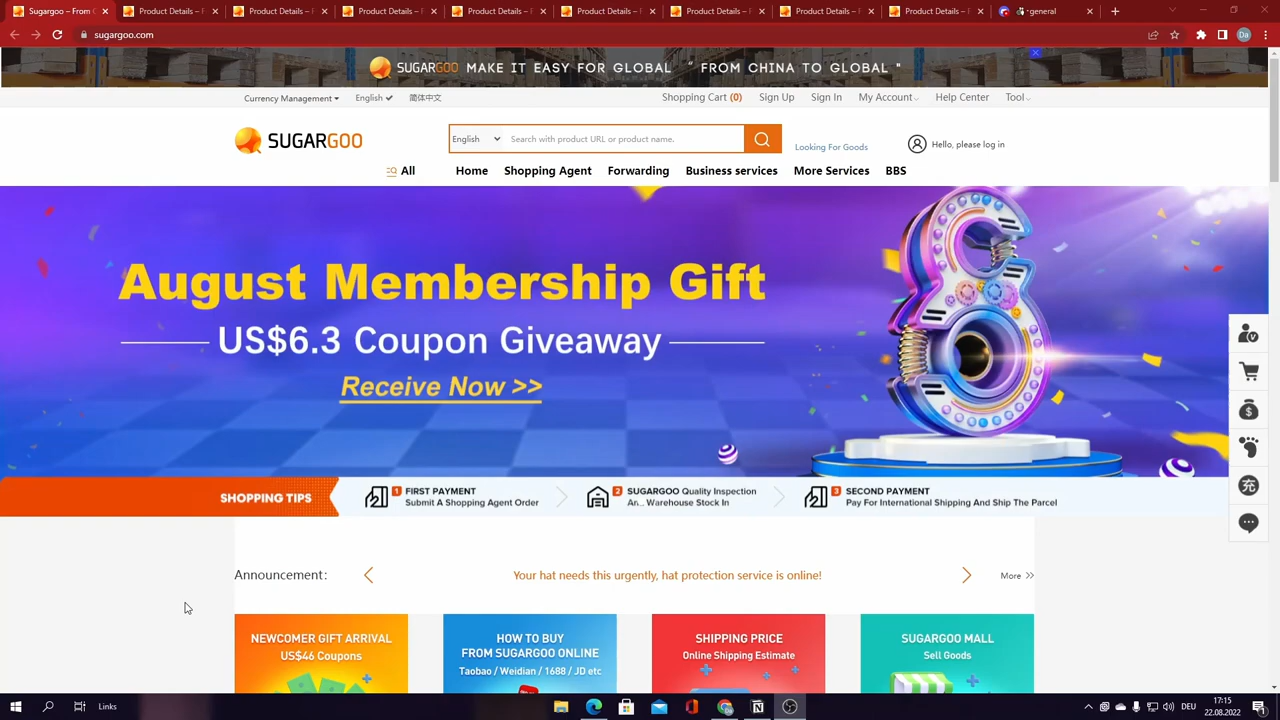 Sugargoo – From C
Product Details - F
Product Details - F
Product Details - F
Product Details - F
Product Details - F
Product Details - F
Product Details - F
Product Details - F
general
sugargoo.com
Da
SUGARGOO MAKE IT EASY FOR GLOBAL " FROM CHINA TO GLOBAL "
Currency Management
English
简体中文
Shopping Cart (0)
Sign Up
Sign In
My Account
Help Center
Tool
SUGARGOO
English
Search with product URL or product name.
Looking For Goods
Hello, please log in
All
Home
Shopping Agent
Forwarding
Business services
More Services
BBS
August Membership Gift
US$6.3 Coupon Giveaway
Receive Now >>
充
SHOPPING TIPS
1 FIRST PAYMENT
Submit A Shopping Agent Order
2 SUGARGOO Quality Inspection
An... Warehouse Stock In
3 SECOND PAYMENT
Pay For International Shipping And Ship The Parcel
Announcement:
Your hat needs this urgently, hat protection service is online!
More
NEWCOMER GIFT ARRIVAL
US$46 Coupons
HOW TO BUY
FROM SUGARGOO ONLINE
Taobao / Weidian / 1688 / JD etc
SHIPPING PRICE
Online Shipping Estimate
SUGARGOO MALL
Sell Goods
Links
DEU
17:15
22.08.2022